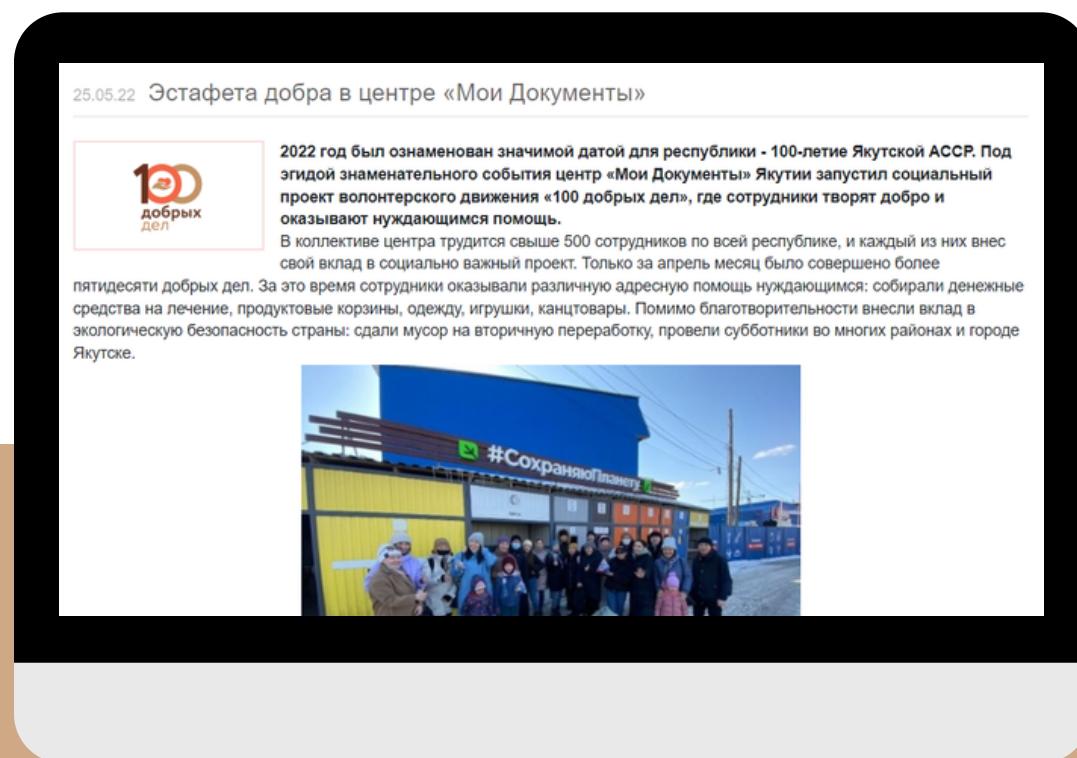 25.05.22 Эстафета добра в центре «Мои Документы»
100
добрых
дел
2022 год был ознаменован значимой датой для республики - 100-летие Якутской АССР. Под
эгидой знаменательного события центр «Мои Документы» Якутии запустил социальный
проект волонтерского движения «100 добрых дел», где сотрудники творят добро и
оказывают нуждающимся помощь.
В коллективе центра трудится свыше 500 сотрудников по всей республике, и каждый из них внес
свой вклад в социально важный проект. Только за апрель месяц было совершено более
пятидесяти добрых дел. За это время сотрудники оказывали различную адресную помощь нуждающимся: собирали денежные
средства на лечение, продуктовые корзины, одежду, игрушки, канцтовары. Помимо благотворительности внесли вклад в
экологическую безопасность страны: сдали мусор на вторичную переработку, провели субботники во многих районах и городе
Якутске.
#СохраняюПланету